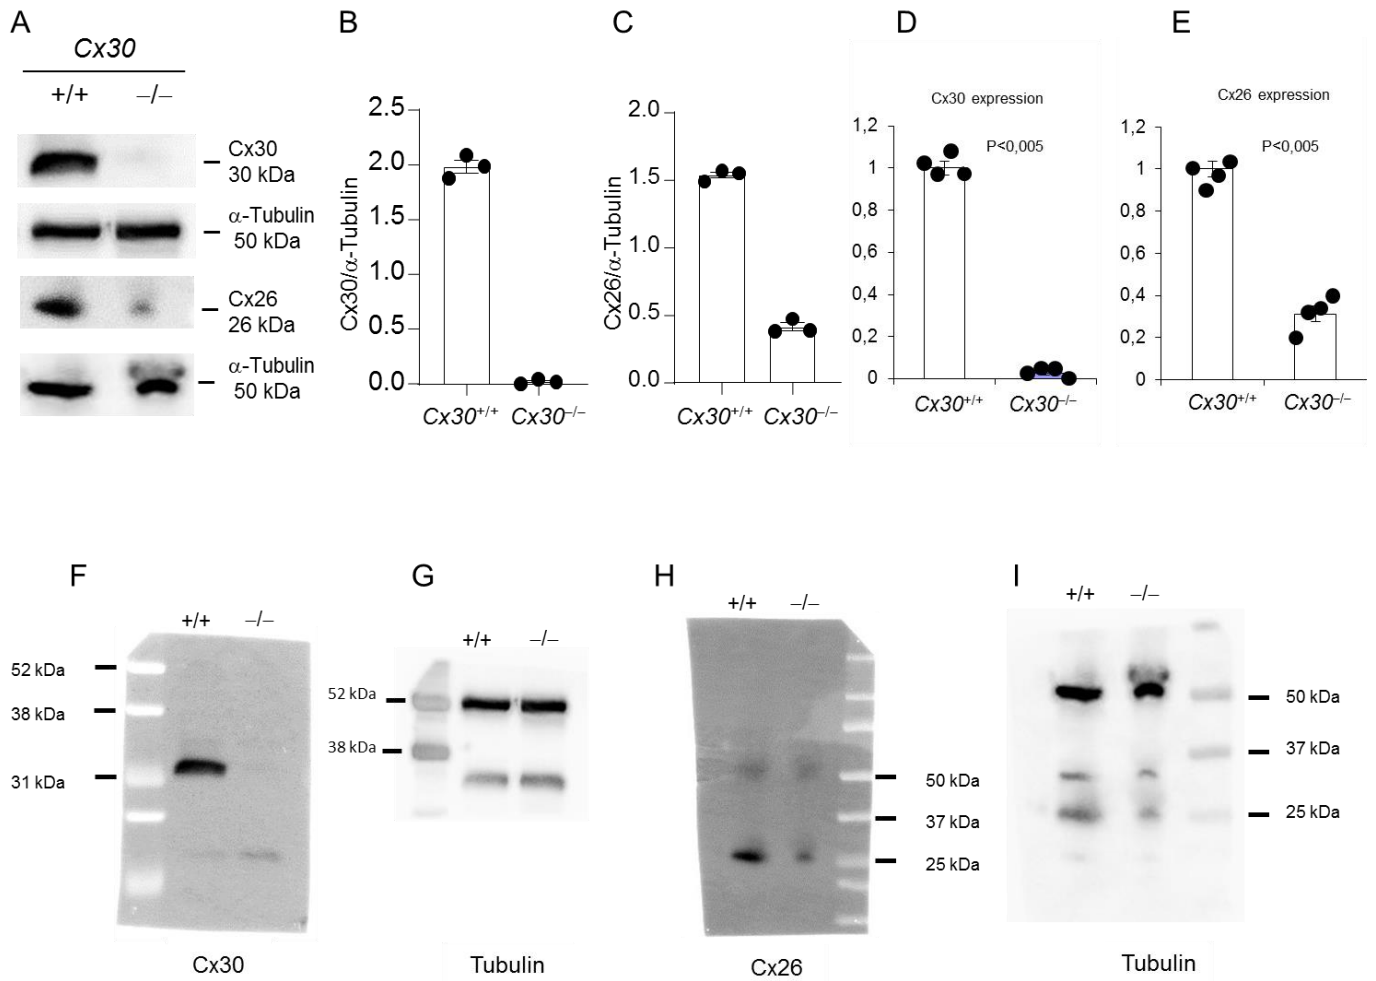 A
Cx30
+/+ –/–
Cx30
30 kDa
α-Tubulin
50 kDa
Cx26
26 kDa
α-Tubulin
50 kDa
B
Cx30/α-Tubulin
2.5
2.0
1.5
1.0
0.5
0.0
Cx30+/+ Cx30–/–
C
Cx26/α-Tubulin
2.0
1.5
1.0
0.5
0.0
Cx30+/+ Cx30–/–
D
Cx30 expression
P<0,005
1,2
1
0,8
0,6
0,4
0,2
0
Cx30+/+ Cx30–/–
E
Cx26 expression
P<0,005
1,2
1
0,8
0,6
0,4
0,2
0
Cx30+/+ Cx30–/–
F
+/+ –/–
52 kDa
38 kDa
31 kDa
Cx30
G
+/+ –/–
52 kDa
38 kDa
Tubulin
H
+/+ –/–
50 kDa
37 kDa
25 kDa
Cx26
I
+/+ –/–
50 kDa
37 kDa
25 kDa
Tubulin